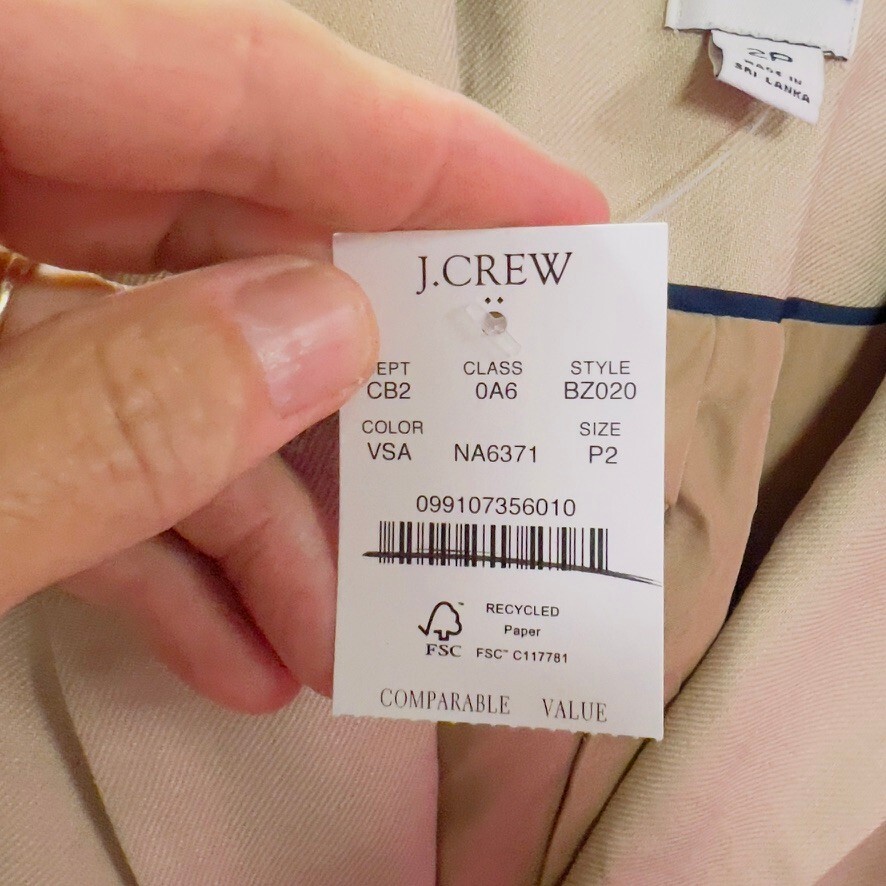 2P
MADE IN
SRI LANKA
J.CREW
EPT CLASS STYLE
CB2 0A6 BZ020
COLOR SIZE
VSA NA6371 P2
099107356010
RECYCLED
Paper
FSC FSC™ C117781
COMPARABLE VALUE